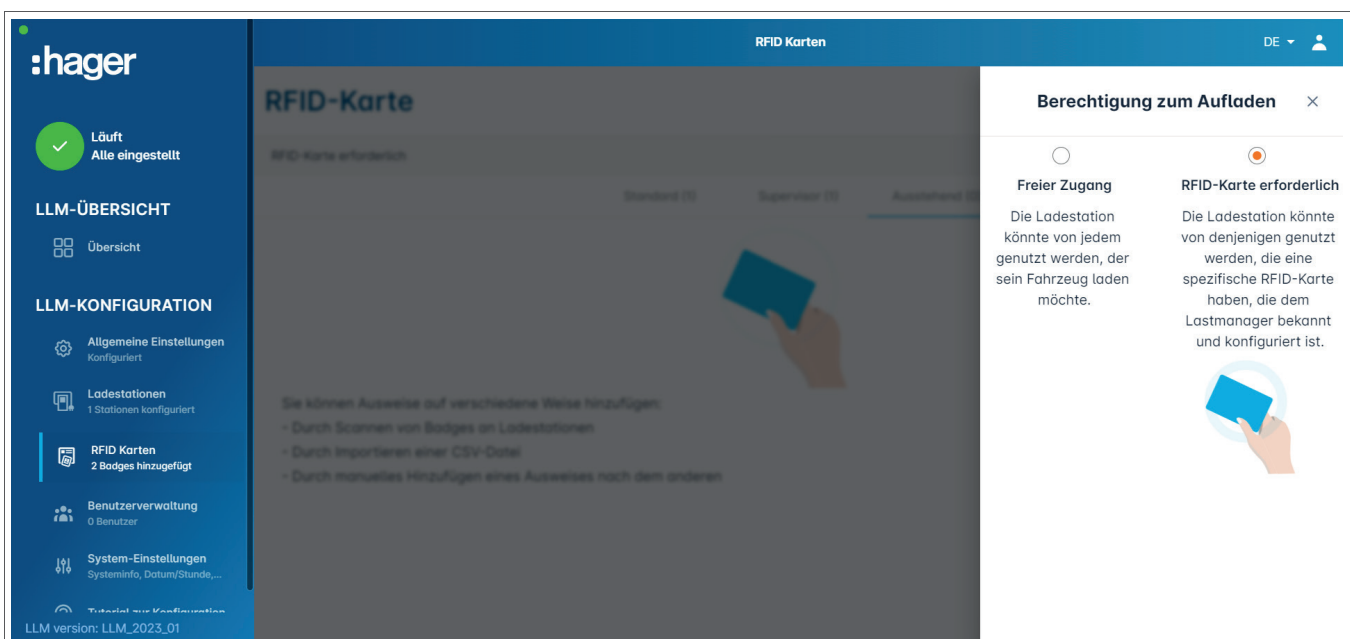 :hager
RFID Karten
DE
Läuft
Alle eingestellt
LLM-ÜBERSICHT
Übersicht
LLM-KONFIGURATION
Allgemeine Einstellungen
Konfiguriert
Ladestationen
1 Stationen konfiguriert
RFID Karten
2 Badges hinzugefügt
Benutzerverwaltung
0 Benutzer
System-Einstellungen
Systeminfo, Datum/Stunde,...
Tutorial zur Konfiguration
LLM version: LLM_2023_01
RFID-Karte
RFID-Karte erforderlich
Standard (1)
Supervisor (1)
Ausstehend (0
Sie können Ausweise auf verschiedene Weise hinzufügen:
- Durch Scannen von Badges an Ladestationen
- Durch Importieren einer CSV-Datei
- Durch manuelles Hinzufügen eines Ausweises nach dem anderen
Berechtigung zum Aufladen
Freier Zugang
Die Ladestation
könnte von jedem
genutzt werden, der
sein Fahrzeug laden
möchte.
RFID-Karte erforderlich
Die Ladestation könnte
von denjenigen genutzt
werden, die eine
spezifische RFID-Karte
haben, die dem
Lastmanager bekannt
und konfiguriert ist.